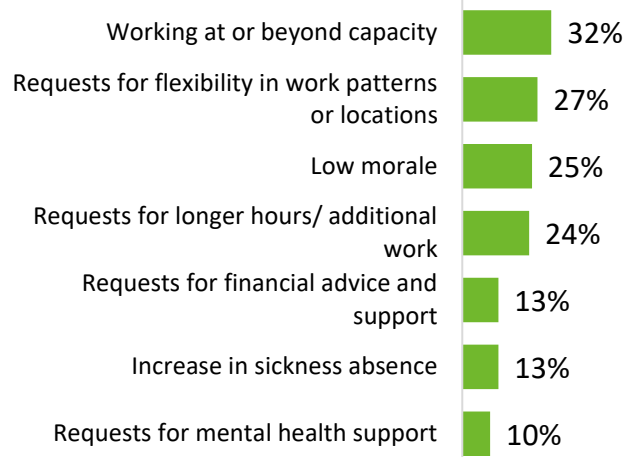 Working at or beyond capacity 32%
Requests for flexibility in work patterns
or locations 27%
Low morale 25%
Requests for longer hours/ additional
work 24%
Requests for financial advice and
support 13%
Increase in sickness absence 13%
Requests for mental health support 10%